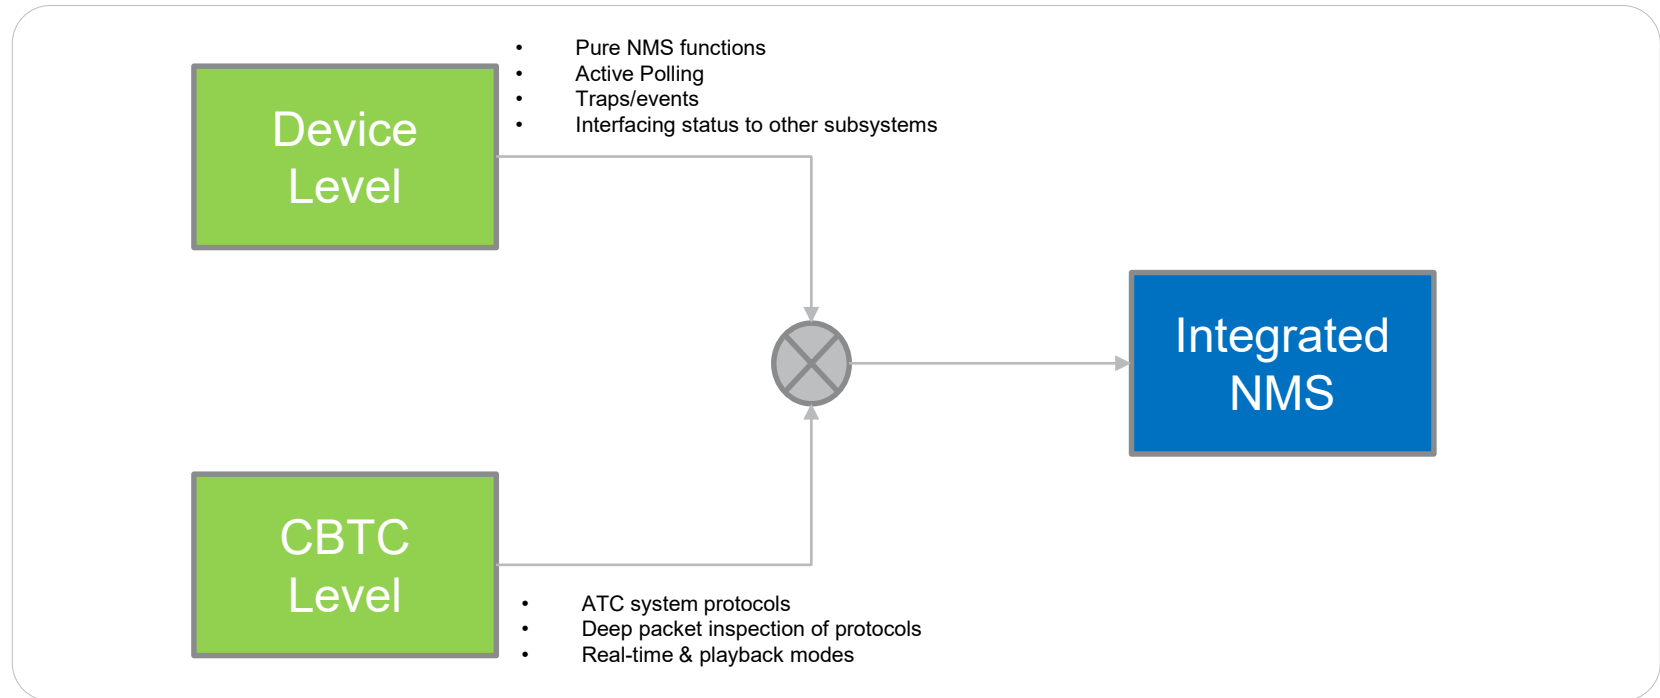 Device
Level
• Pure NMS functions
• Active Polling
• Traps/events
• Interfacing status to other subsystems
Integrated
NMS
CBTC
Level
• ATC system protocols
• Deep packet inspection of protocols
• Real-time & playback modes